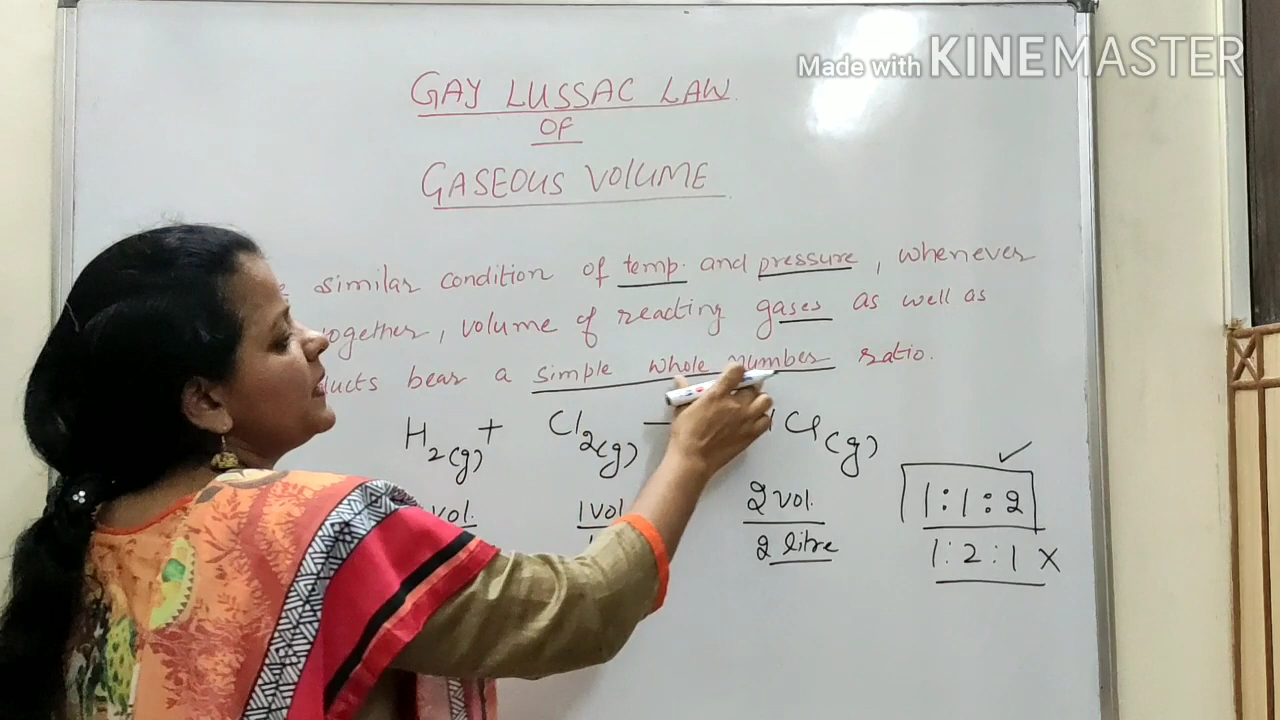 Made with KINEMASTER
GAY LUSSAC LAW
OF
GASEOUS VOLUME
similar condition of temp. and pressure, whenever
together, volume of reacting gases as well as
ducts bear a simple whole number ratio.
H2(g) + Cl2(g) Cl(g)
vol. 1 vol 2 vol. 1:1:2 ✓
2 litre 1:2:1 X